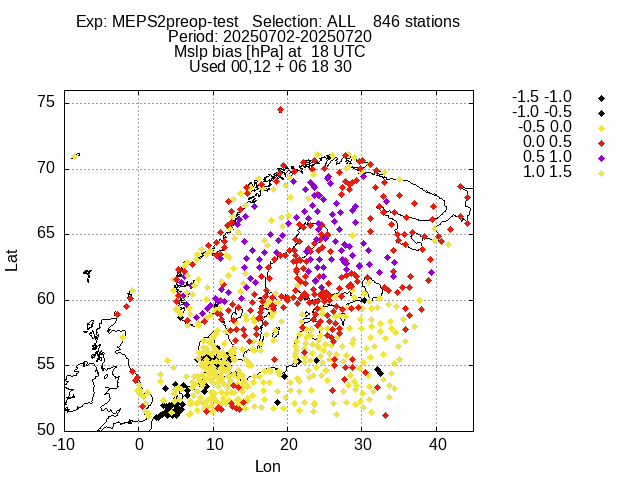 Exp: MEPS2preop-test   Selection: ALL    846 stations
Period: 20250702-20250720
Mslp bias [hPa] at  18 UTC
Used 00,12 + 06 18 30
-1.5 -1.0
-1.0 -0.5
-0.5 0.0
0.0 0.5
0.5 1.0
1.0 1.5
75
70
65
60
55
50
Lat
-10 0 10 20 30 40
Lon